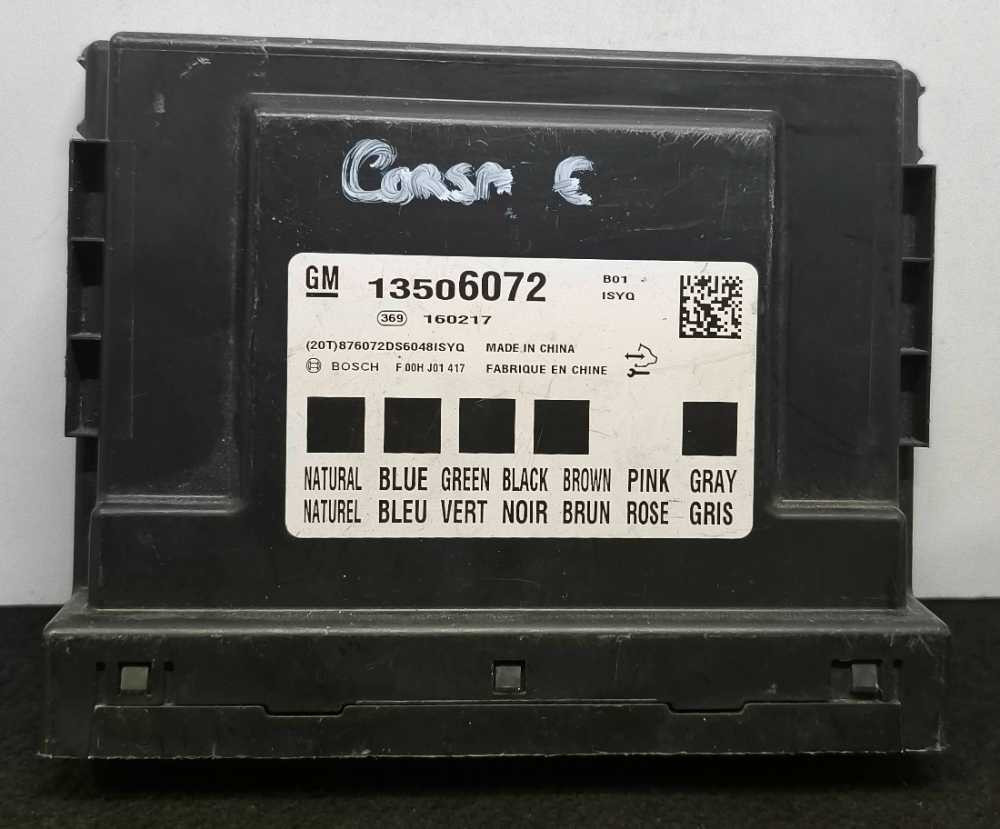 CORSA E
GM 13506072 B01
ISYQ
369 160217
(20T)876072DS6048ISYQ MADE IN CHINA
BOSCH F 00H J01 417 FABRIQUE EN CHINE
NATURAL BLUE GREEN BLACK BROWN PINK GRAY
NATUREL BLEU VERT NOIR BRUN ROSE GRIS